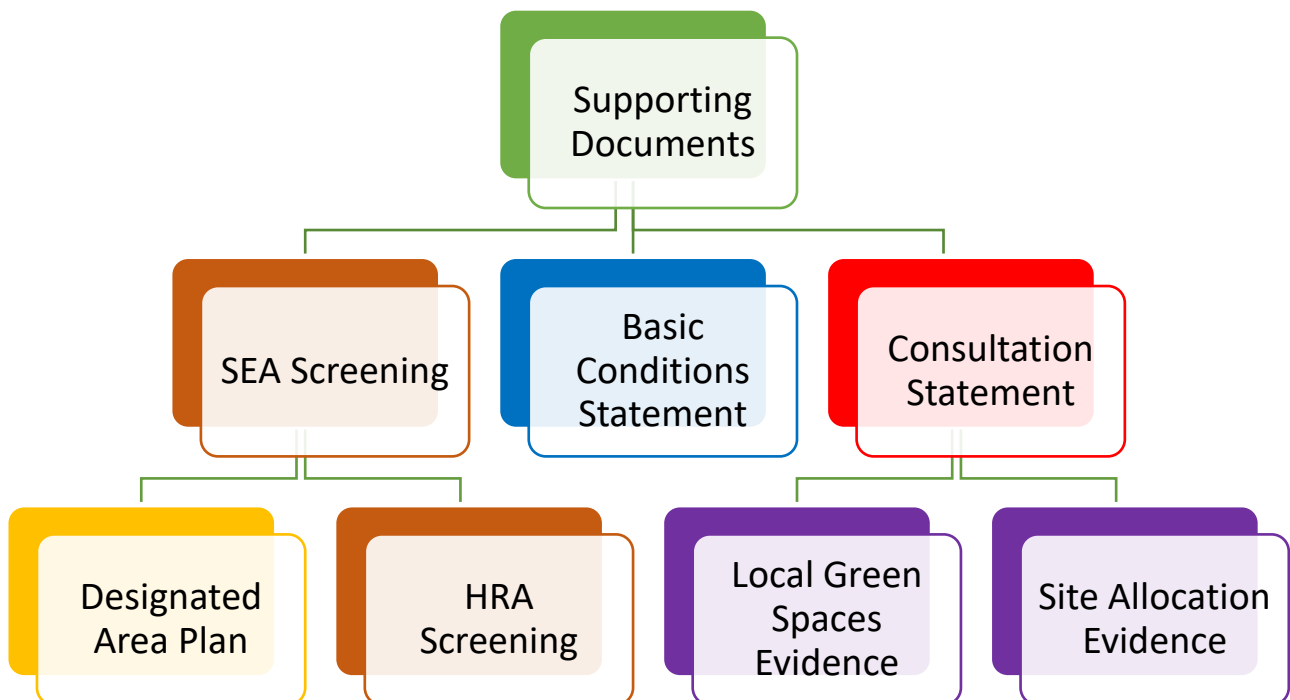 Supporting
Documents
SEA Screening
Basic
Conditions
Statement
Consultation
Statement
Designated
Area Plan
HRA
Screening
Local Green
Spaces
Evidence
Site Allocation
Evidence